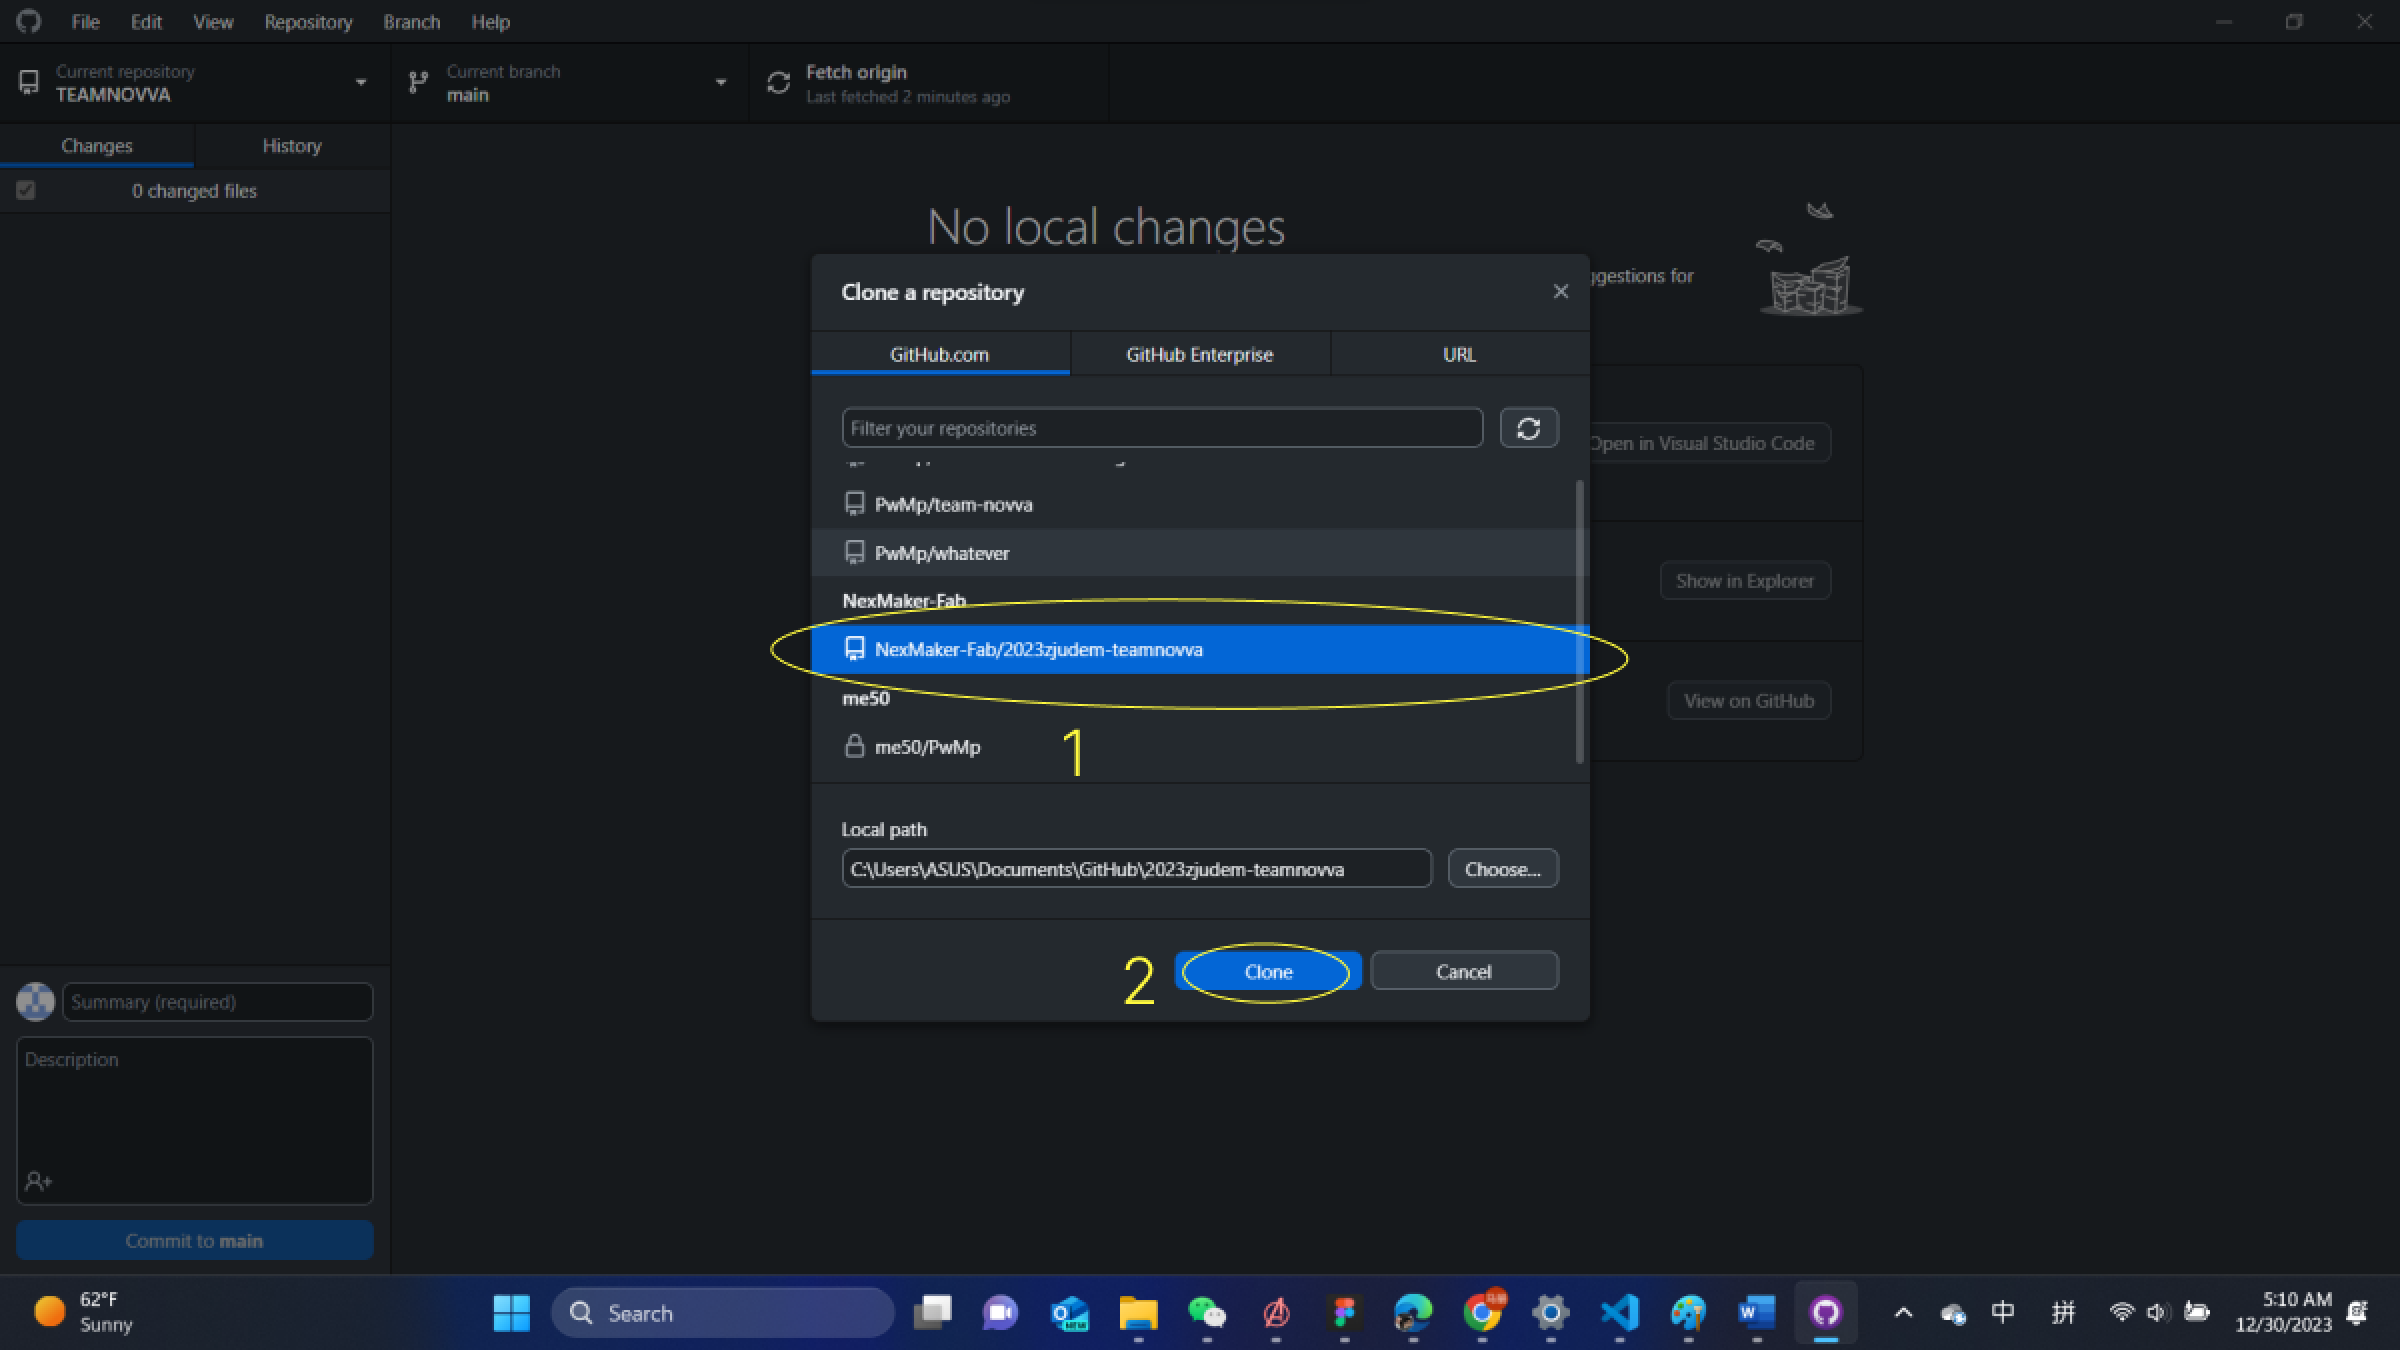 File Edit View Repository Branch Help
Current repository
TEAMNOVVA
Current branch
main
Fetch origin
Last fetched 2 minutes ago
Changes History
0 changed files
No local changes
ggestions for
Clone a repository
GitHub.com GitHub Enterprise URL
Filter your repositories
PwMp/team-novva
PwMp/whatever
NexMaker-Fab
NexMaker-Fab/2023zjudem-teamnovva
me50
me50/PwMp
1
Open in Visual Studio Code
Show in Explorer
View on GitHub
Local path
C:\Users\ASUS\Documents\GitHub\2023zjudem-teamnovva
Choose...
2
Clone
Cancel
Summary (required)
Description
Commit to main
62°F
Sunny
Search
NEW
中
拼
5:10 AM
12/30/2023